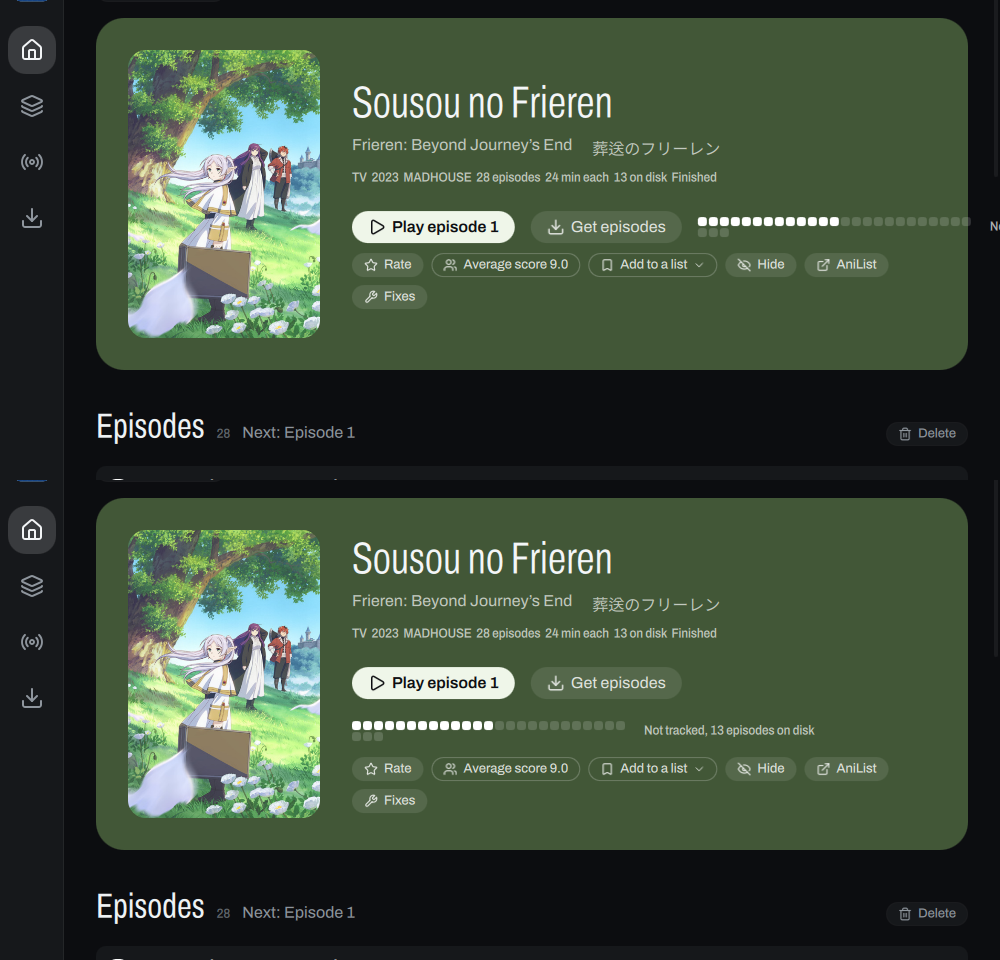 Sousou no Frieren
Frieren: Beyond Journey's End 葬送のフリーレン
TV 2023 MADHOUSE 28 episodes 24 min each 13 on disk Finished
Play episode 1 Get episodes
Rate Average score 9.0 Add to a list Hide AniList
Fixes
Episodes 28 Next: Episode 1 Delete
Sousou no Frieren
Frieren: Beyond Journey's End 葬送のフリーレン
TV 2023 MADHOUSE 28 episodes 24 min each 13 on disk Finished
Play episode 1 Get episodes
Not tracked, 13 episodes on disk
Rate Average score 9.0 Add to a list Hide AniList
Fixes
Episodes 28 Next: Episode 1 Delete